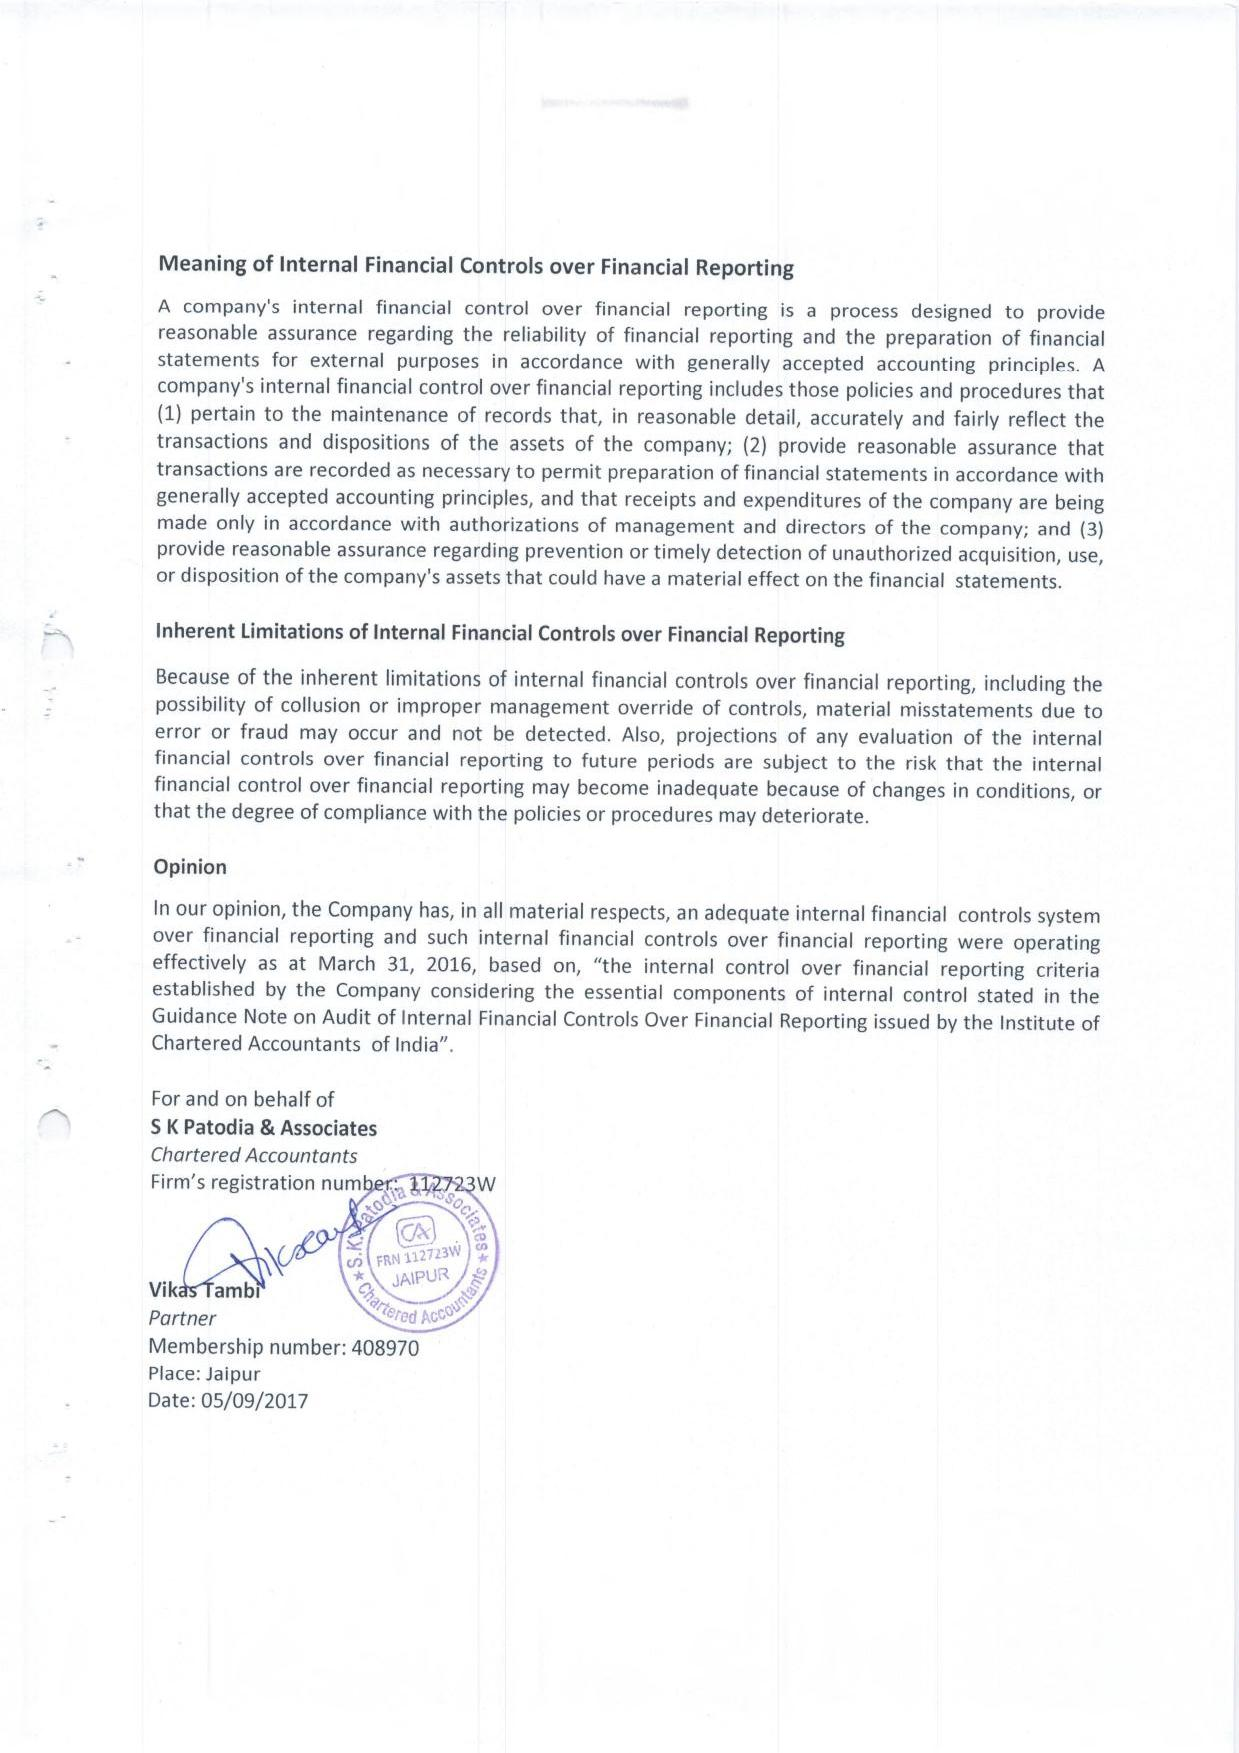 Meaning of Internal Financial Controls over Financial Reporting
A company's internal financial control over financial reporting is a process designed to provide
reasonable assurance regarding the reliability of financial reporting and the preparation of financial
statements for external purposes in accordance with generally accepted accounting principles. A
company's internal financial control over financial reporting includes those policies and procedures that
(1) pertain to the maintenance of records that, in reasonable detail, accurately and fairly reflect the
transactions and dispositions of the assets of the company; (2) provide reasonable assurance that
transactions are recorded as necessary to permit preparation of financial statements in accordance with
generally accepted accounting principles, and that receipts and expenditures of the company are being
made only in accordance with authorizations of management and directors of the company; and (3)
provide reasonable assurance regarding prevention or timely detection of unauthorized acquisition, use,
or disposition of the company's assets that could have a material effect on the financial statements.
Inherent Limitations of Internal Financial Controls over Financial Reporting
Because of the inherent limitations of internal financial controls over financial reporting, including the
possibility of collusion or improper management override of controls, material misstatements due to
error or fraud may occur and not be detected. Also, projections of any evaluation of the internal
financial controls over financial reporting to future periods are subject to the risk that the internal
financial control over financial reporting may become inadequate because of changes in conditions, or
that the degree of compliance with the policies or procedures may deteriorate.
Opinion
In our opinion, the Company has, in all material respects, an adequate internal financial controls system
over financial reporting and such internal financial controls over financial reporting were operating
effectively as at March 31, 2016, based on, “the internal control over financial reporting criteria
established by the Company considering the essential components of internal control stated in the
Guidance Note on Audit of Internal Financial Controls Over Financial Reporting issued by the Institute of
Chartered Accountants of India”.
For and on behalf of
S K Patodia & Associates
Chartered Accountants
Firm's registration number: 112723W
S.K. Patodia & Associates
CA
FRN 112723W
JAIPUR
★ Chartered Accountants ★
Vikas
Vikas Tambi
Partner
Membership number: 408970
Place: Jaipur
Date: 05/09/2017